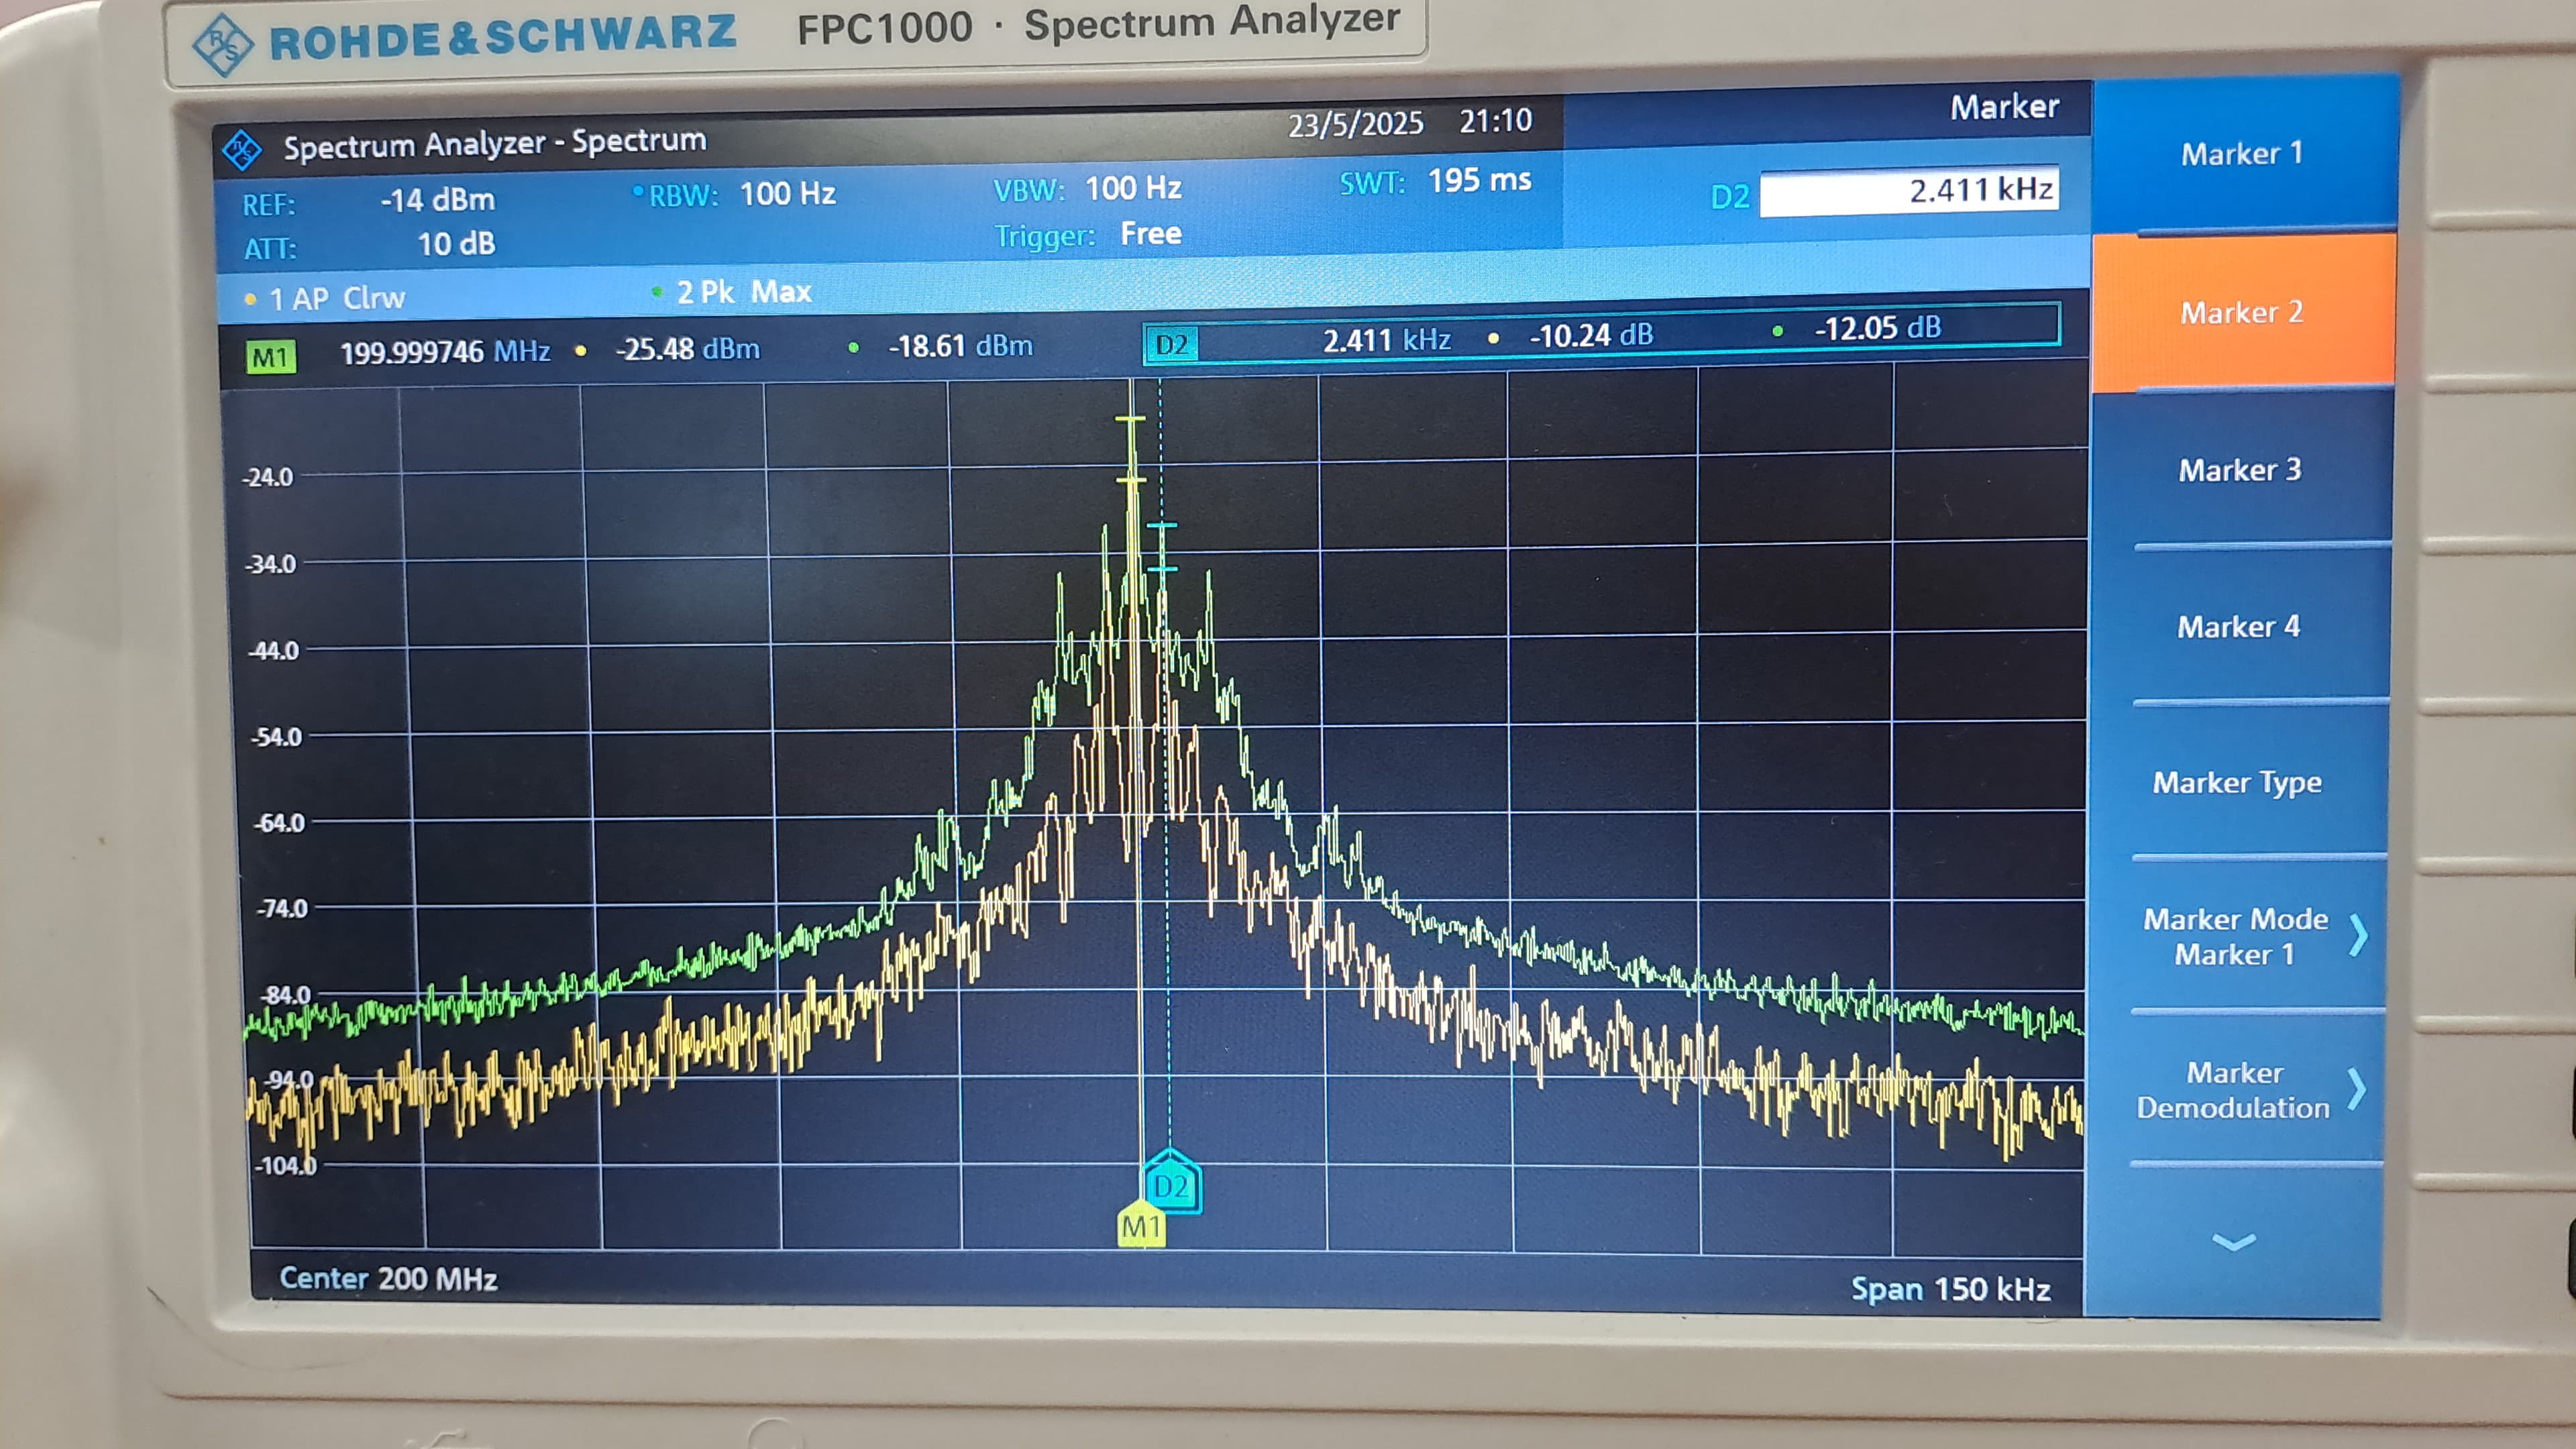 ROHDE&SCHWARZ FPC1000 · Spectrum Analyzer
Spectrum Analyzer - Spectrum 23/5/2025 21:10 Marker
REF: -14 dBm RBW: 100 Hz VBW: 100 Hz SWT: 195 ms D2 2.411 kHz
ATT: 10 dB Trigger: Free
1 AP Clrw 2 Pk Max
M1 199.999746 MHz -25.48 dBm -18.61 dBm D2 2.411 kHz -10.24 dB -12.05 dB
-24.0
-34.0
-44.0
-54.0
-64.0
-74.0
-84.0
-94.0
-104.0
D2
M1
Center 200 MHz Span 150 kHz
Marker 1
Marker 2
Marker 3
Marker 4
Marker Type
Marker Mode
Marker 1
Marker
Demodulation